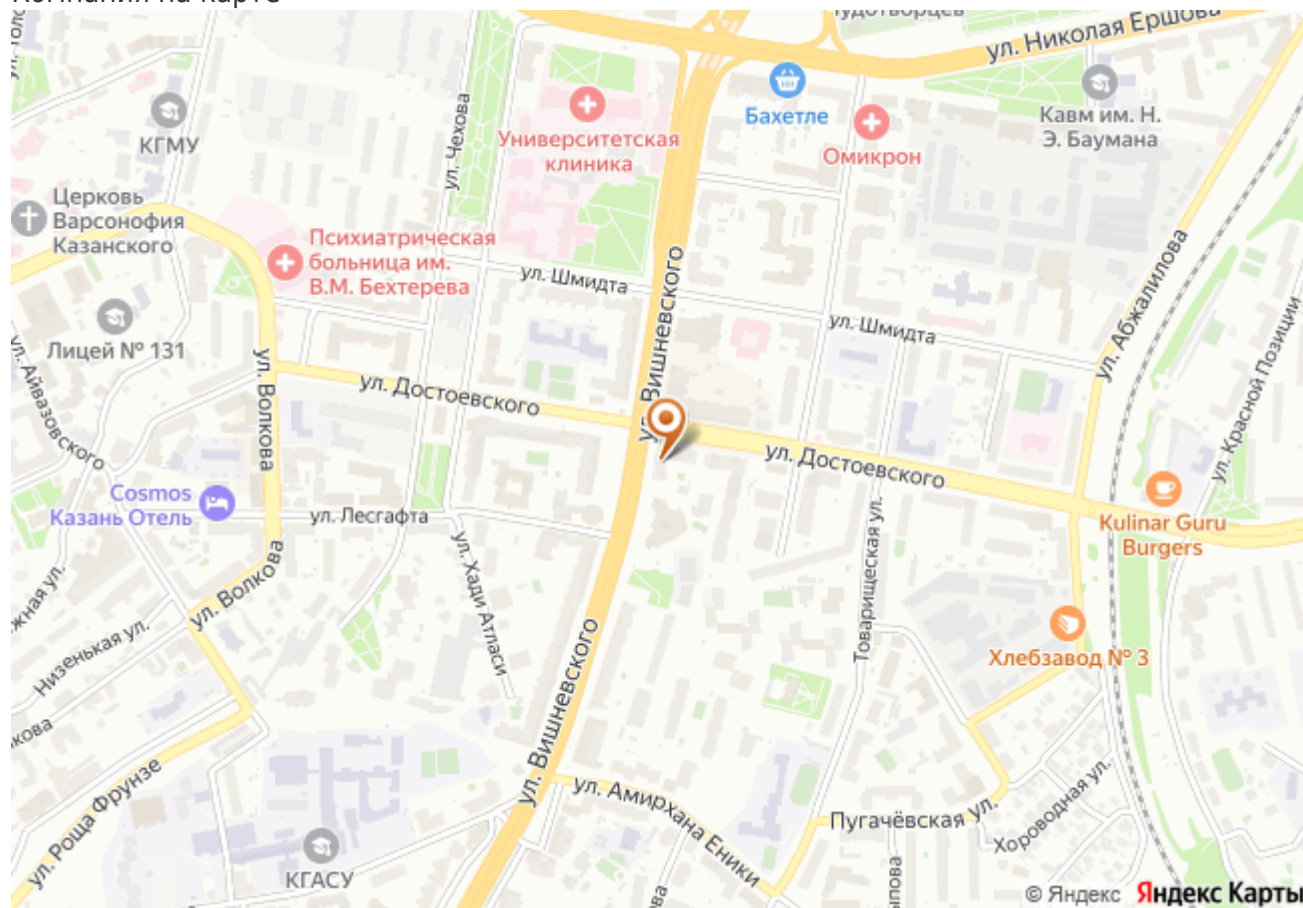 Компания на карте
Чудотворцев
ул. Николая Ершова
Бахетле
Кавм им. Н.
Э. Баумана
Омикрон
Университетская
клиника
ул. Чехова
КГМУ
Церковь
Варсонофия
Казанского
Психиатрическая
больница им.
В.М. Бехтерева
ул. Шмидта
ул. Вишневского
ул. Шмидта
ул. Абжалилова
ул. Красной Позиции
Лицей № 131
ул. Айвазовского
ул. Волкова
ул. Достоевского
ул. Достоевского
Cosmos
Казань Отель
ул. Лесгафта
Kulinar Guru
Burgers
ул. Волкова
ул. Хади Атласи
Товарищеская ул.
Низенькая ул.
Хлебзавод № 3
ул. Вишневского
ул. Роща Фрунзе
ул. Амирхана Еники
Пугачёвская ул.
Хороводная ул.
КГАСУ
© Яндекс Яндекс Карты